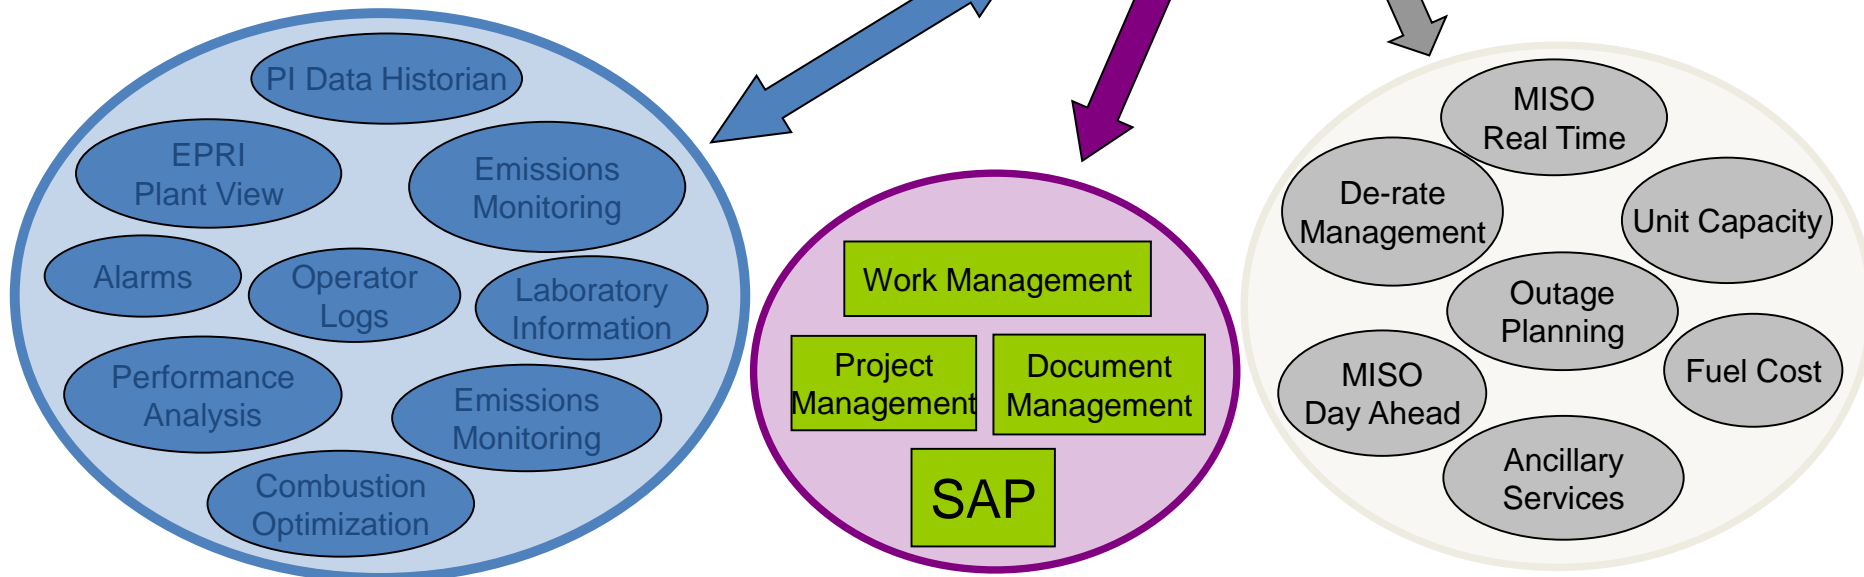 PI Data Historian
EPRI
Plant View
Emissions
Monitoring
Alarms
Operator
Logs
Laboratory
Information
Performance
Analysis
Emissions
Monitoring
Combustion
Optimization
Work Management
Project
Management
Document
Management
SAP
MISO
Real Time
De-rate
Management
Unit Capacity
Outage
Planning
MISO
Day Ahead
Fuel Cost
Ancillary
Services